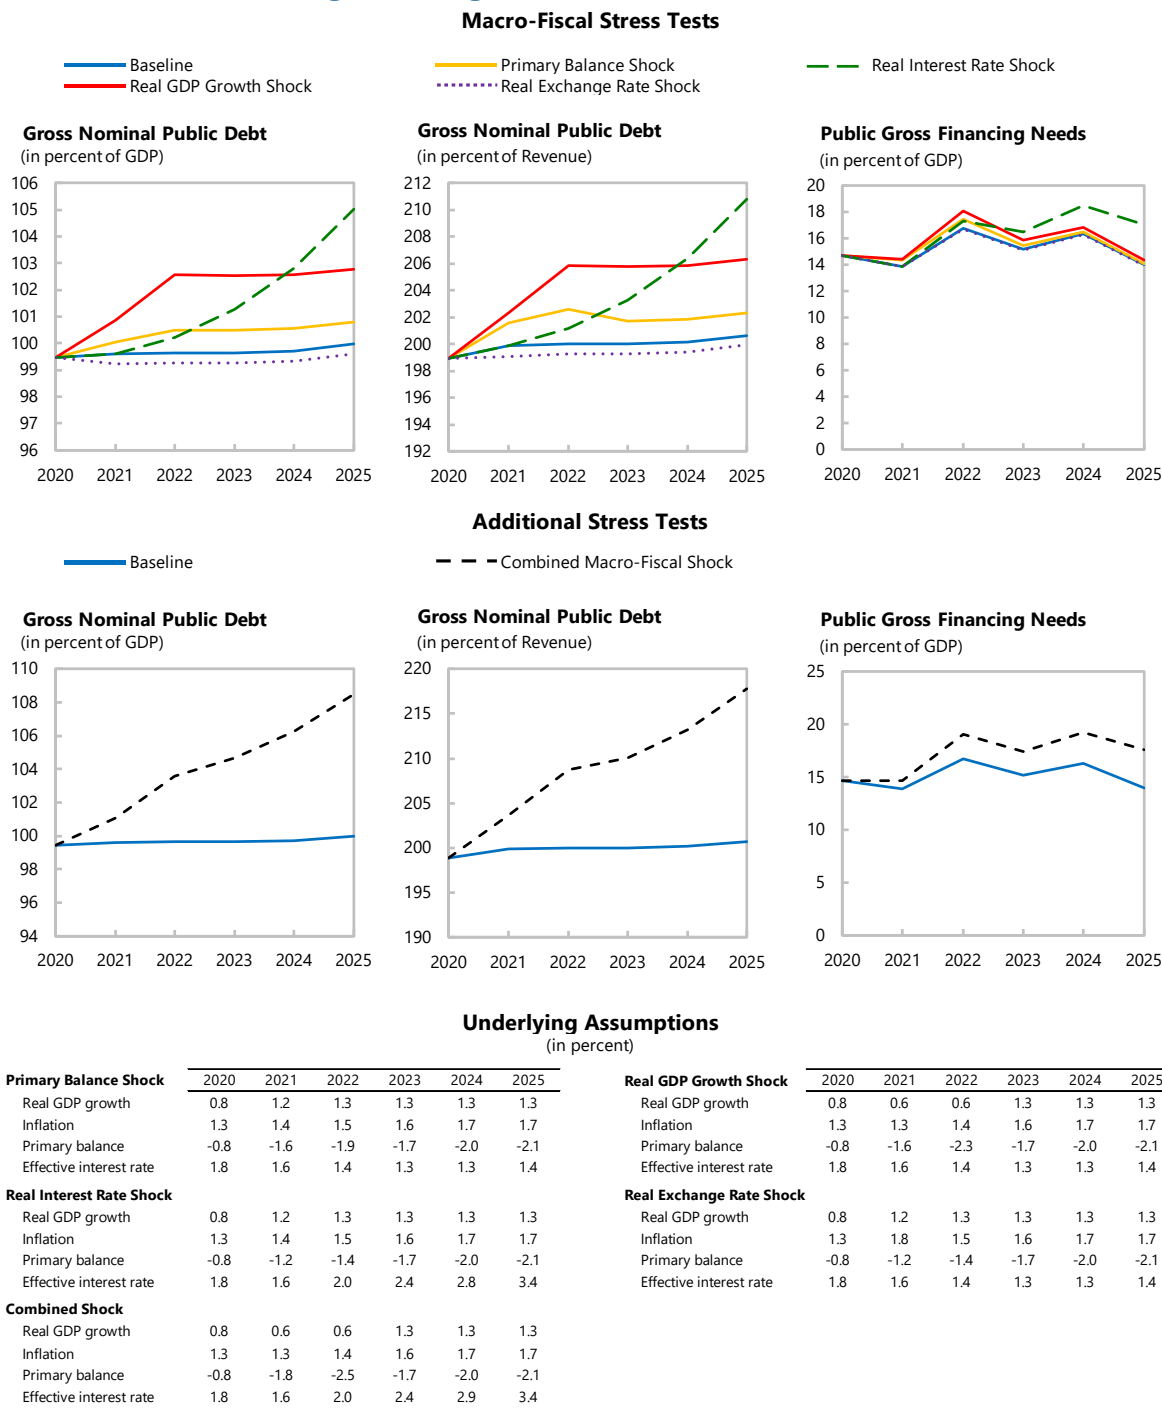 Macro-Fiscal Stress Tests
Baseline
Primary Balance Shock
Real Interest Rate Shock
Real GDP Growth Shock
Real Exchange Rate Shock
Gross Nominal Public Debt
(in percent of GDP)
106
105
104
103
102
101
100
99
98
97
96
2020 2021 2022 2023 2024 2025
Gross Nominal Public Debt
(in percent of Revenue)
212
210
208
206
204
202
200
198
196
194
192
2020 2021 2022 2023 2024 2025
Public Gross Financing Needs
(in percent of GDP)
20
18
16
14
12
10
8
6
4
2
0
2020 2021 2022 2023 2024 2025
Additional Stress Tests
Baseline
Combined Macro-Fiscal Shock
Gross Nominal Public Debt
(in percent of GDP)
110
108
106
104
102
100
98
96
94
2020 2021 2022 2023 2024 2025
Gross Nominal Public Debt
(in percent of Revenue)
220
215
210
205
200
195
190
2020 2021 2022 2023 2024 2025
Public Gross Financing Needs
(in percent of GDP)
25
20
15
10
5
0
2020 2021 2022 2023 2024 2025
Underlying Assumptions
(in percent)
Primary Balance Shock 2020 2021 2022 2023 2024 2025
Real GDP growth 0.8 1.2 1.3 1.3 1.3 1.3
Inflation 1.3 1.4 1.5 1.6 1.7 1.7
Primary balance -0.8 -1.6 -1.9 -1.7 -2.0 -2.1
Effective interest rate 1.8 1.6 1.4 1.3 1.3 1.4
Real Interest Rate Shock
Real GDP growth 0.8 1.2 1.3 1.3 1.3 1.3
Inflation 1.3 1.4 1.5 1.6 1.7 1.7
Primary balance -0.8 -1.2 -1.4 -1.7 -2.0 -2.1
Effective interest rate 1.8 1.6 2.0 2.4 2.8 3.4
Combined Shock
Real GDP growth 0.8 0.6 0.6 1.3 1.3 1.3
Inflation 1.3 1.3 1.4 1.6 1.7 1.7
Primary balance -0.8 -1.8 -2.5 -1.7 -2.0 -2.1
Effective interest rate 1.8 1.6 2.0 2.4 2.9 3.4
Real GDP Growth Shock 2020 2021 2022 2023 2024 2025
Real GDP growth 0.8 0.6 0.6 1.3 1.3 1.3
Inflation 1.3 1.3 1.4 1.6 1.7 1.7
Primary balance -0.8 -1.6 -2.3 -1.7 -2.0 -2.1
Effective interest rate 1.8 1.6 1.4 1.3 1.3 1.4
Real Exchange Rate Shock
Real GDP growth 0.8 1.2 1.3 1.3 1.3 1.3
Inflation 1.3 1.8 1.5 1.6 1.7 1.7
Primary balance -0.8 -1.2 -1.4 -1.7 -2.0 -2.1
Effective interest rate 1.8 1.6 1.4 1.3 1.3 1.4